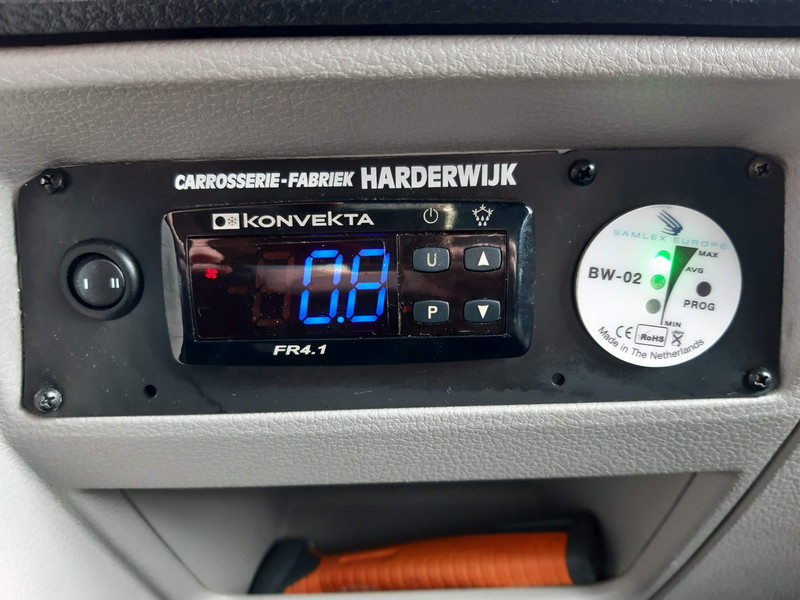 CARROSSERIE-FABRIEK HARDERWIJK
KONVEKTA
0.8
U
P
FR4.1
I II
SAMLEX EUROPE
MAX
AVG
BW-02
PROG
MIN
CE RoHS
Made in The Netherlands